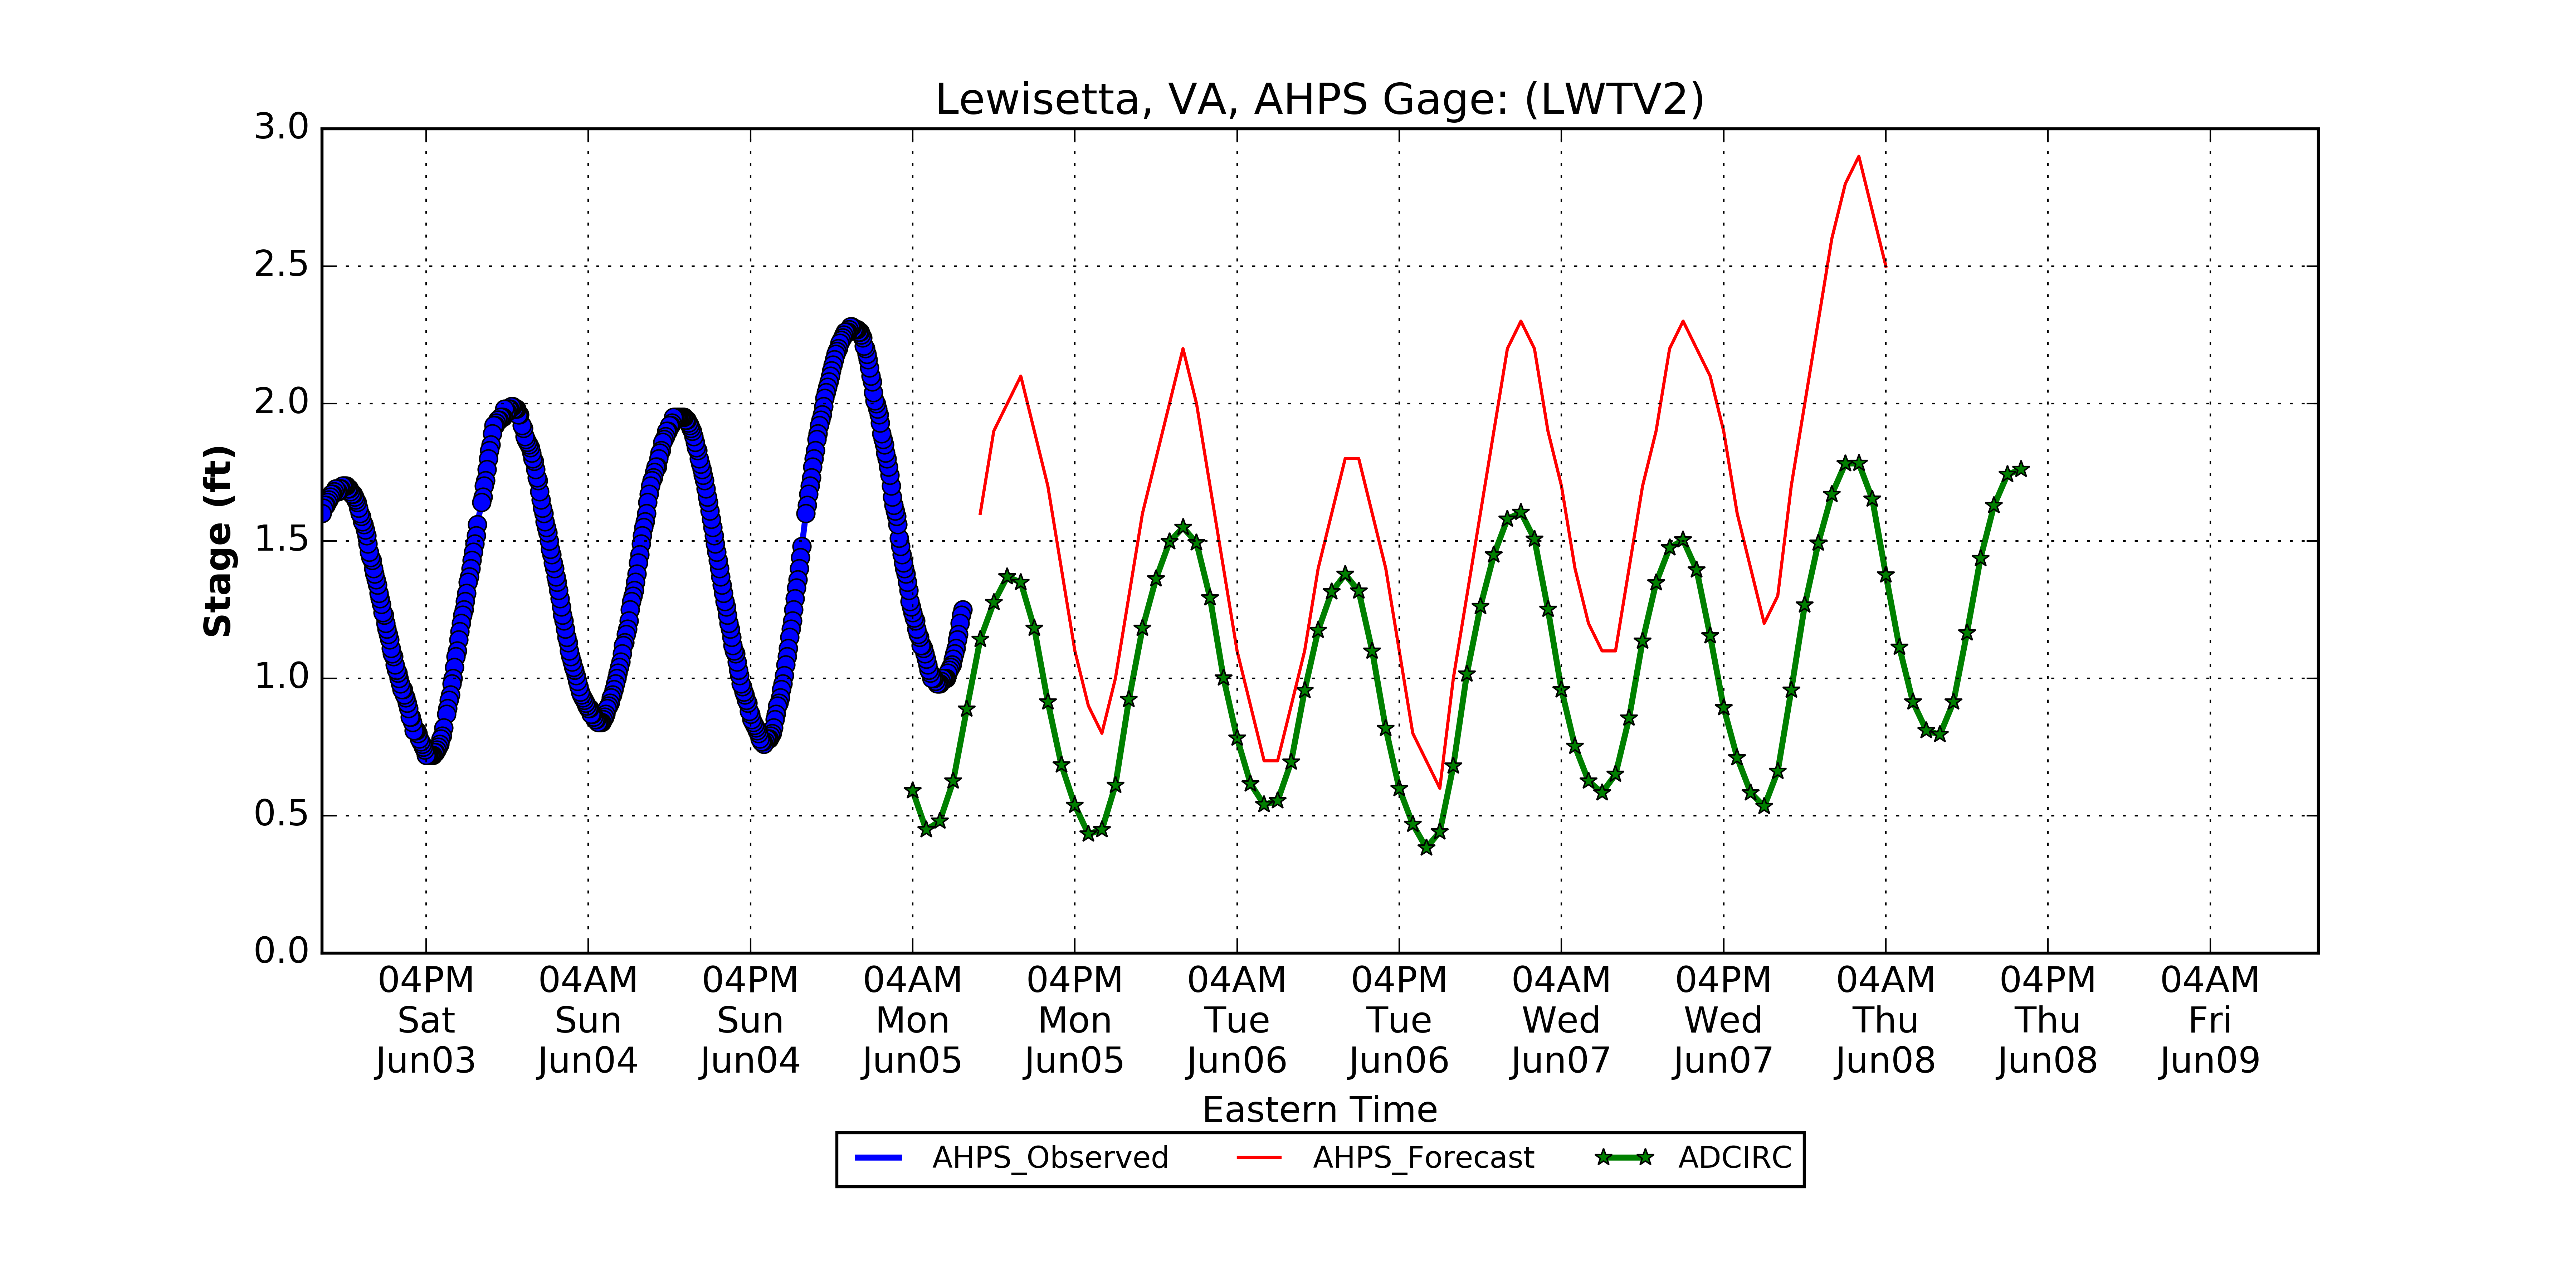 Lewisetta, VA, AHPS Gage: (LWTV2)
3.0
2.5
2.0
1.5
1.0
0.5
0.0
Stage (ft)
04PM 04AM 04PM 04AM 04PM 04AM 04PM 04AM 04PM 04AM 04PM 04AM
Sat Sun Sun Mon Mon Tue Tue Wed Wed Thu Thu Fri
Jun03 Jun04 Jun04 Jun05 Jun05 Jun06 Jun06 Jun07 Jun07 Jun08 Jun08 Jun09
Eastern Time
AHPS_Observed AHPS_Forecast ADCIRC